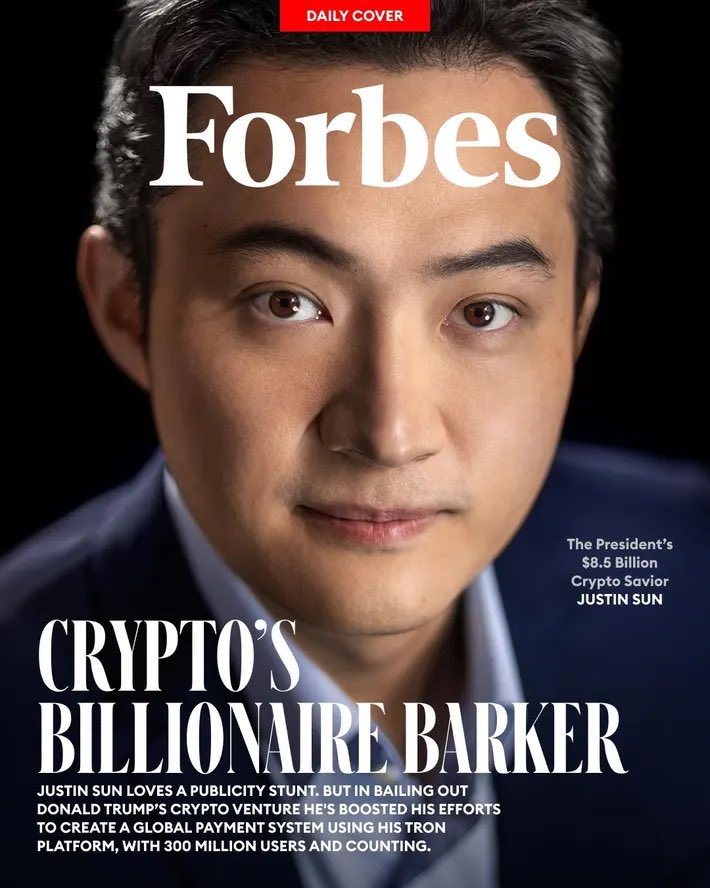 DAILY COVER
Forbes
The President's
$8.5 Billion
Crypto Savior
JUSTIN SUN
CRYPTO'S
BILLIONAIRE BARKER
JUSTIN SUN LOVES A PUBLICITY STUNT. BUT IN BAILING OUT
DONALD TRUMP'S CRYPTO VENTURE HE'S BOOSTED HIS EFFORTS
TO CREATE A GLOBAL PAYMENT SYSTEM USING HIS TRON
PLATFORM, WITH 300 MILLION USERS AND COUNTING.